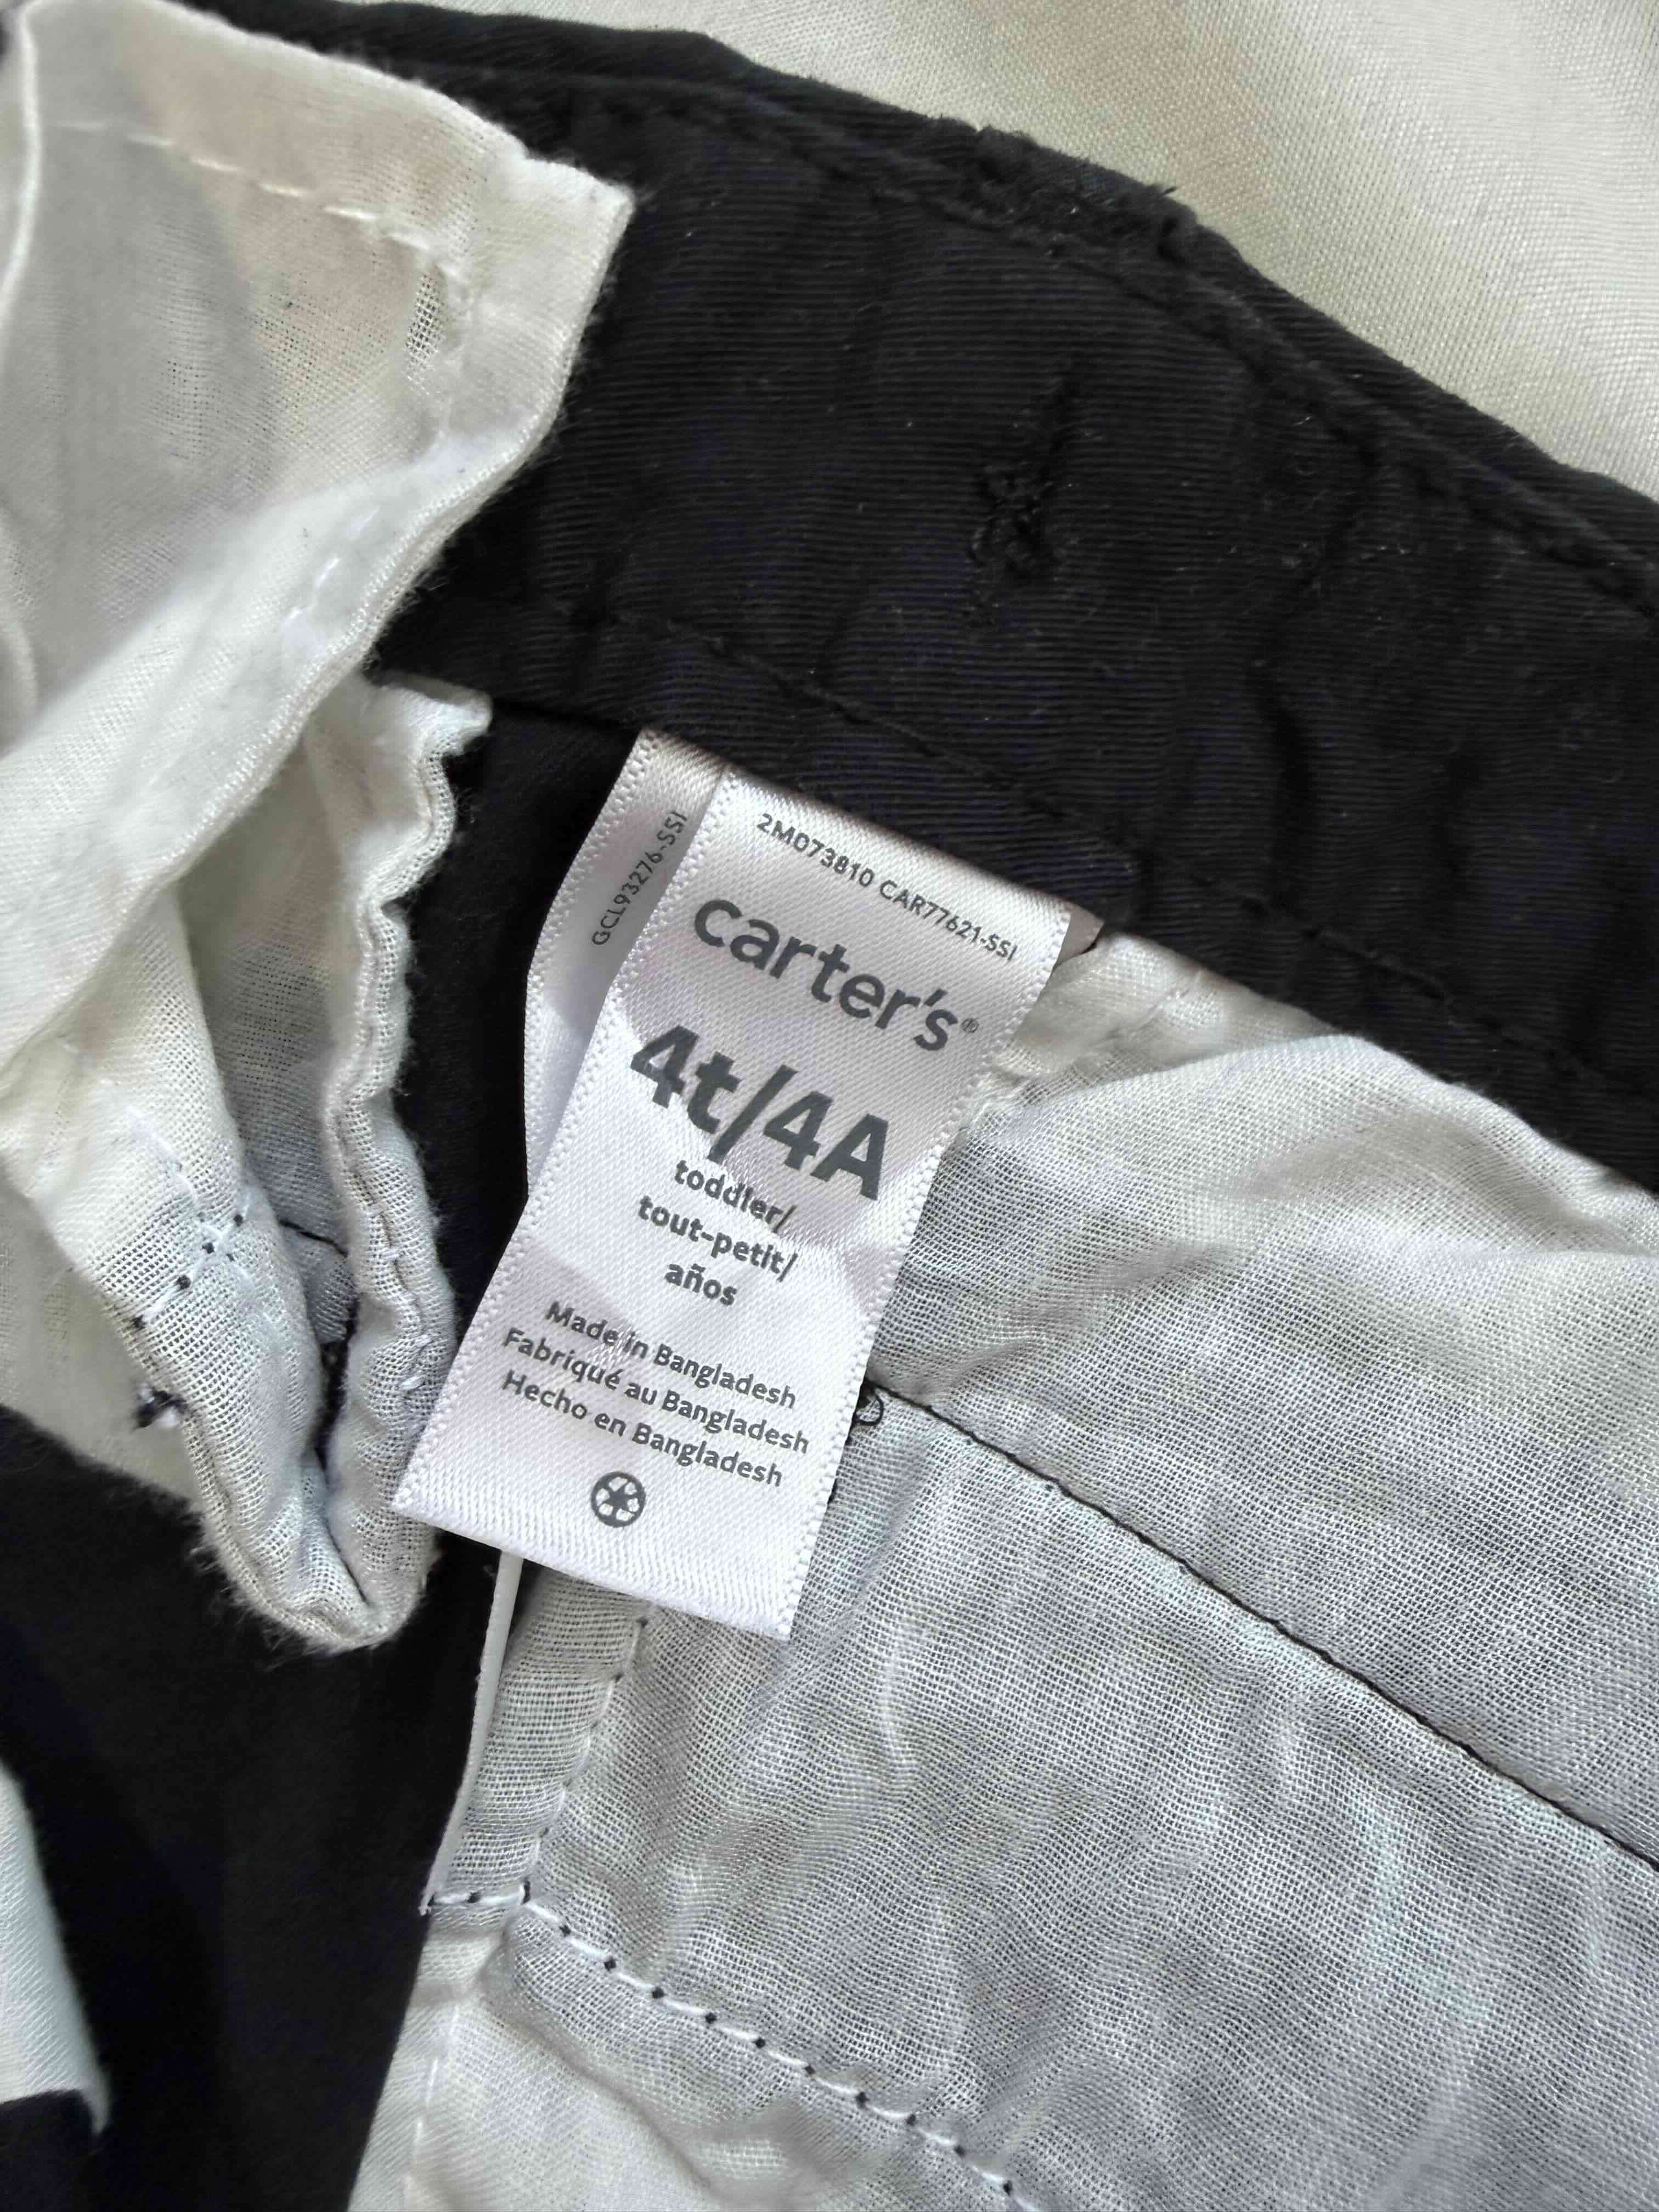 GCL93276-SSI
2M073810 CAR77621-SSI
carter's®
4t/4A
toddler/
tout-petit/
años
Made in Bangladesh
Fabriqué au Bangladesh
Hecho en Bangladesh